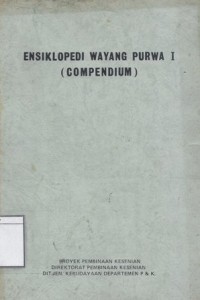 ENSIKLOPEDI WAYANG PURWA I
(COMPENDIUM)
PROYEK PEMBINAAN KESENIAN
DIREKTORAT PEMBINAAN KESENIAN
DITJEN. KEBUDAYAAN DEPARTEMEN P & K.